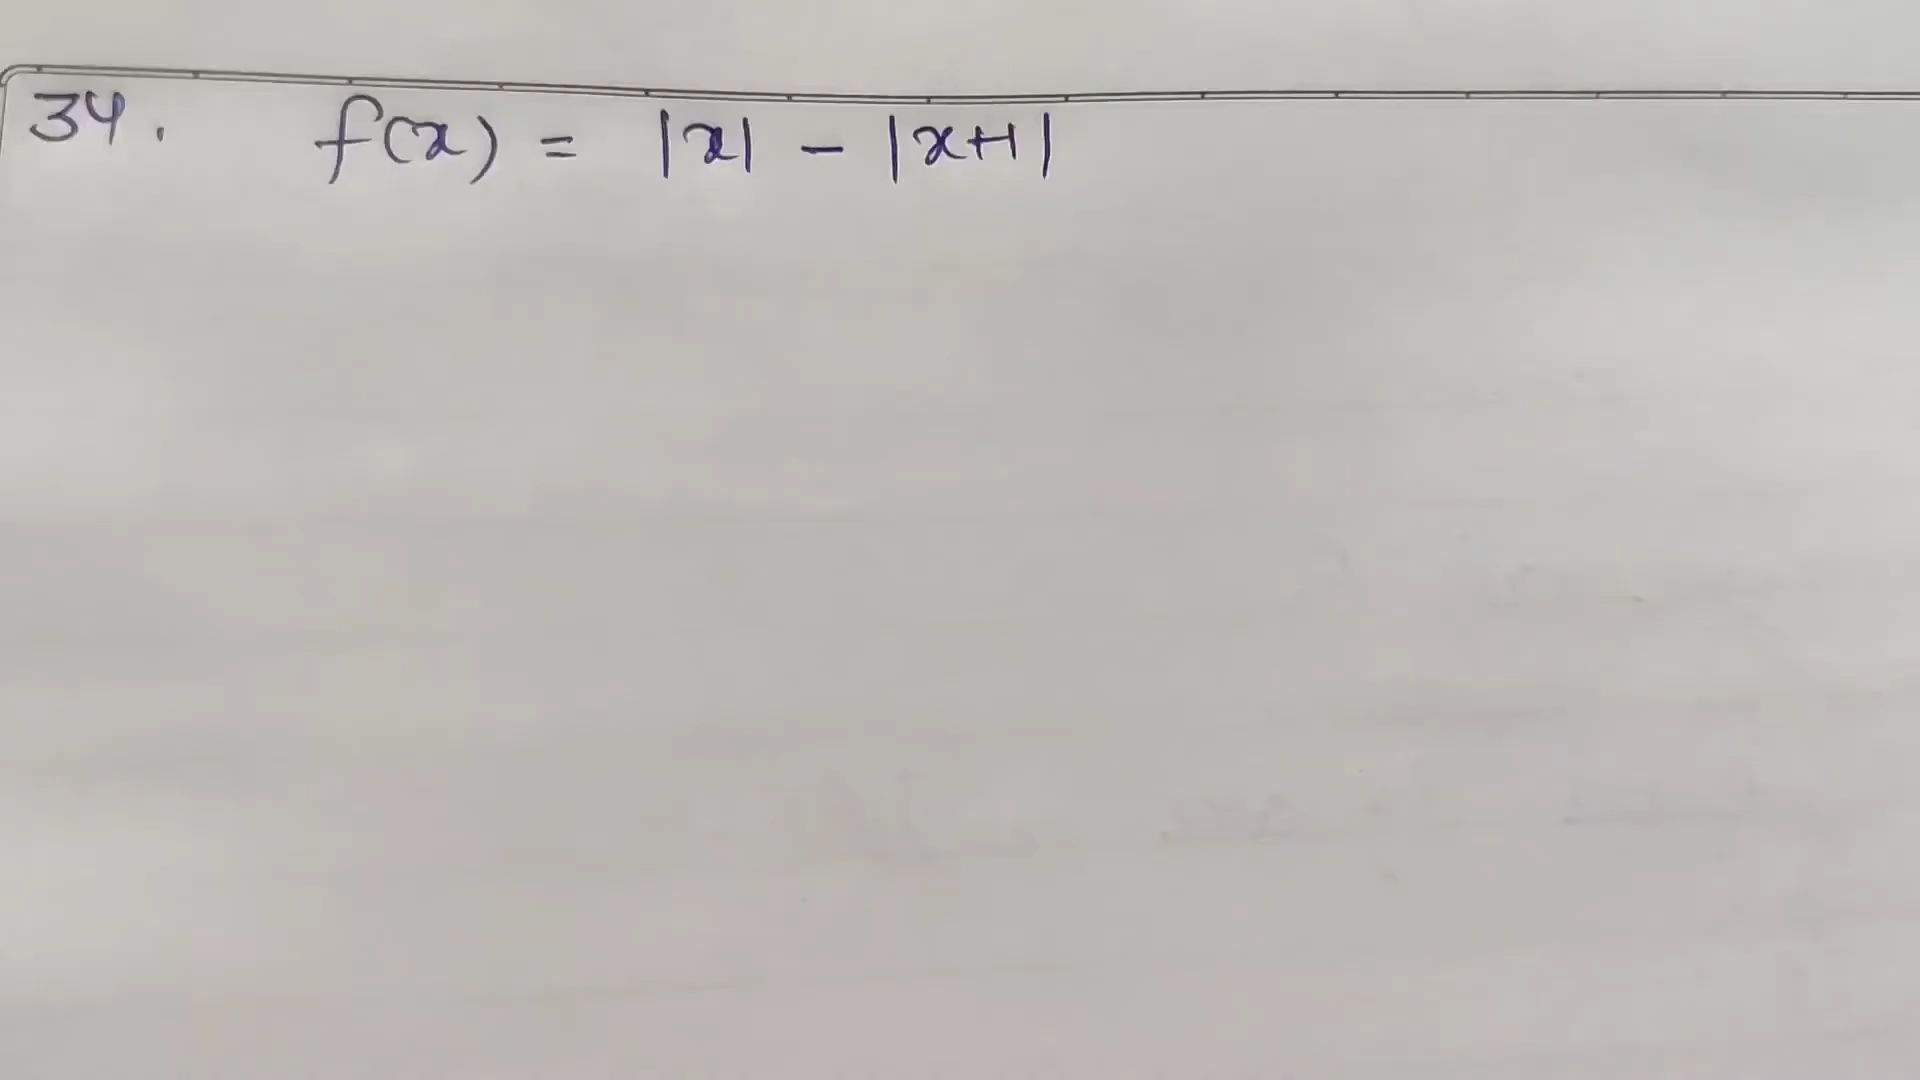 34. f(x) = |x| - |x+1|